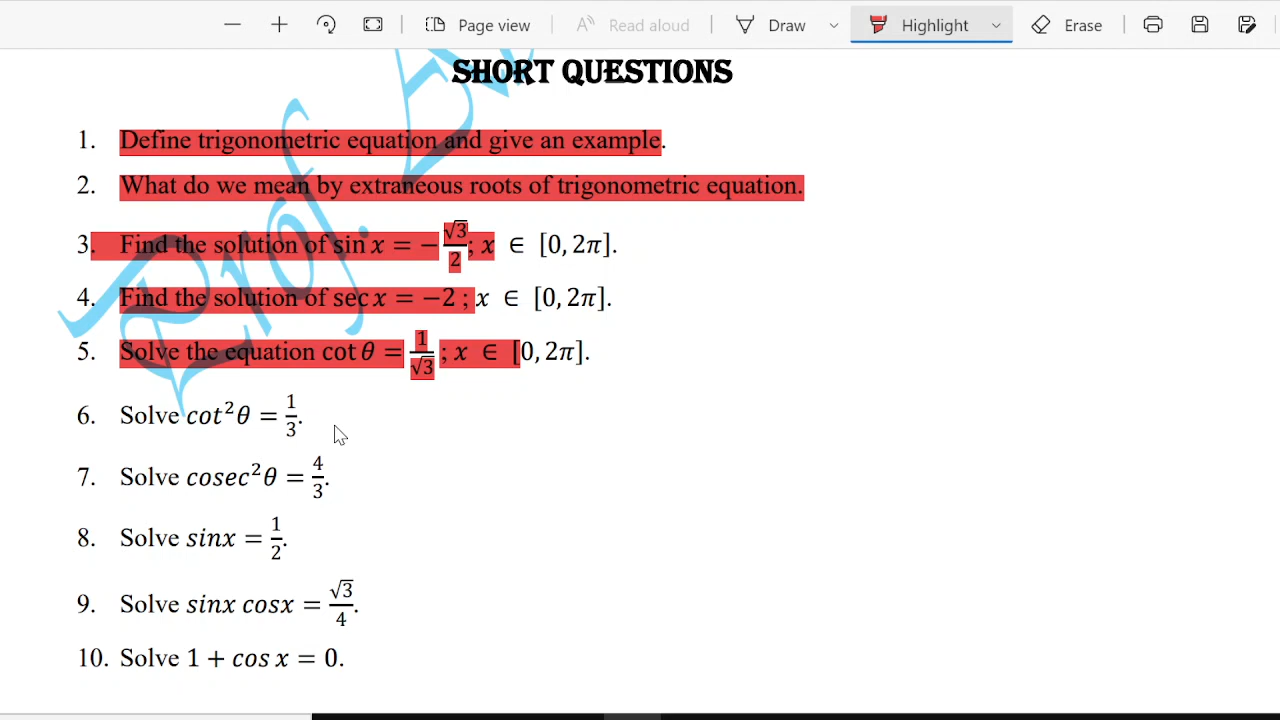 Page view
Read aloud
Draw
Highlight
Erase
SHORT QUESTIONS
Prof.
1. Define trigonometric equation and give an example.
2. What do we mean by extraneous roots of trigonometric equation.
3. Find the solution of sin x = −√3/2 ; x ∈ [0, 2π].
4. Find the solution of sec x = −2 ; x ∈ [0, 2π].
5. Solve the equation cot θ = 1/√3 ; x ∈ [0, 2π].
6. Solve cot²θ = 1/3.
7. Solve cosec²θ = 4/3.
8. Solve sinx = 1/2.
9. Solve sinx cosx = √3/4.
10. Solve 1 + cos x = 0.